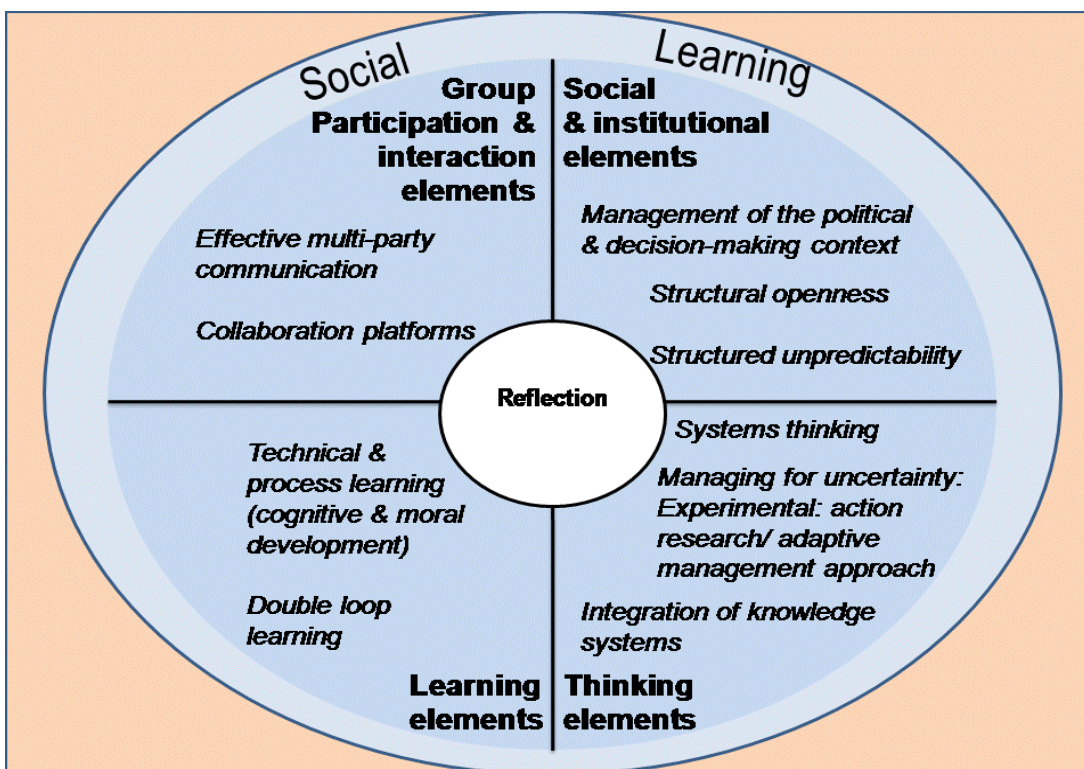 Social
Learning
Group
Participation &
interaction
elements
Effective multi-party
communication
Collaboration platforms
Social
& institutional
elements
Management of the political
& decision-making context
Structural openness
Structured unpredictability
Reflection
Technical &
process learning
(cognitive & moral
development)
Double loop
learning
Learning
elements
Systems thinking
Managing for uncertainty:
Experimental: action
research/ adaptive
management approach
Integration of knowledge
systems
Thinking
elements